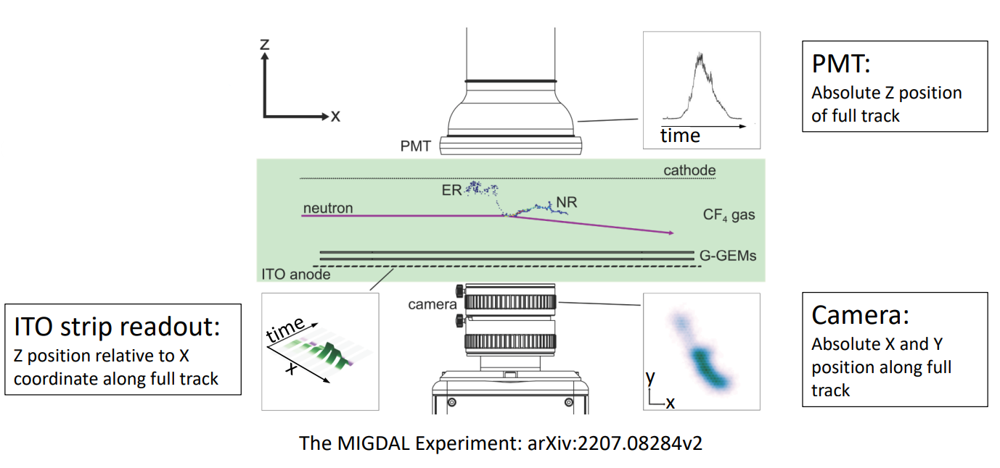 Z
X
PMT
time
PMT:
Absolute Z position
of full track
cathode
ER
NR
neutron
CF₄ gas
G-GEMs
ITO anode
camera
ITO strip readout:
Z position relative to X
coordinate along full track
time
x
y
x
Camera:
Absolute X and Y
position along full
track
The MIGDAL Experiment: arXiv:2207.08284v2